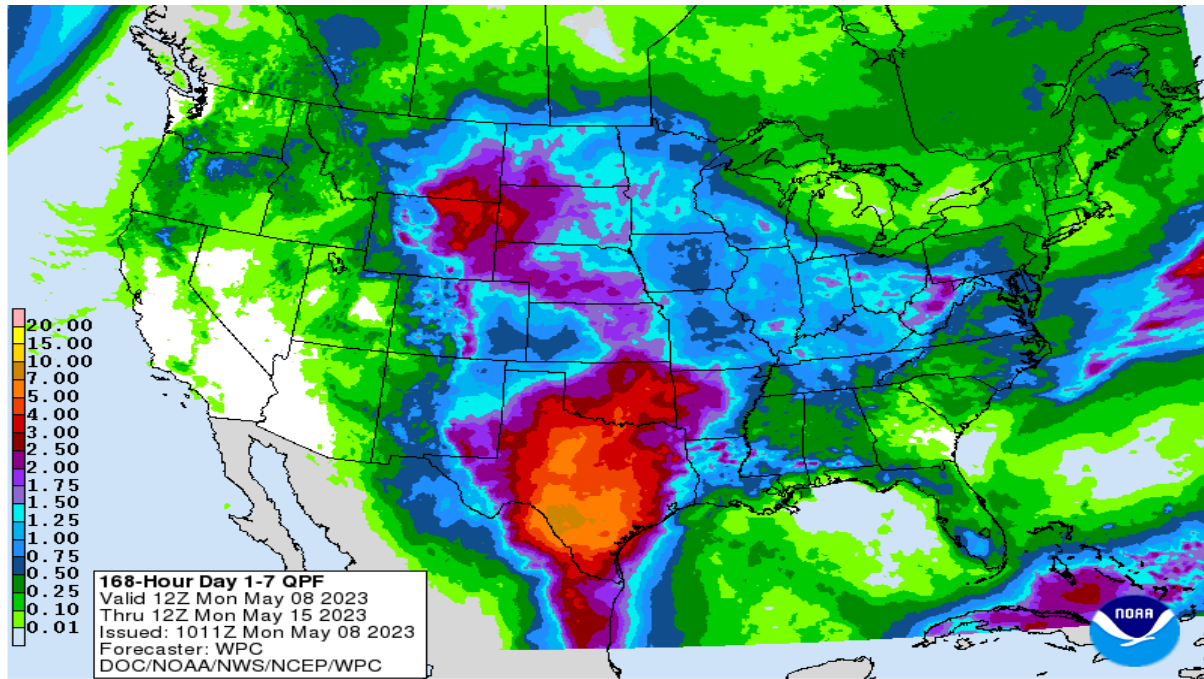 20.00
15.00
10.00
7.00
5.00
4.00
3.00
2.50
2.00
1.75
1.50
1.25
1.00
0.75
0.50
0.25
0.10
0.01
168-Hour Day 1-7 QPF
Valid 12Z Mon May 08 2023
Thru 12Z Mon May 15 2023
Issued: 1011Z Mon May 08 2023
Forecaster: WPC
DOC/NOAA/NWS/NCEP/WPC
NOAA